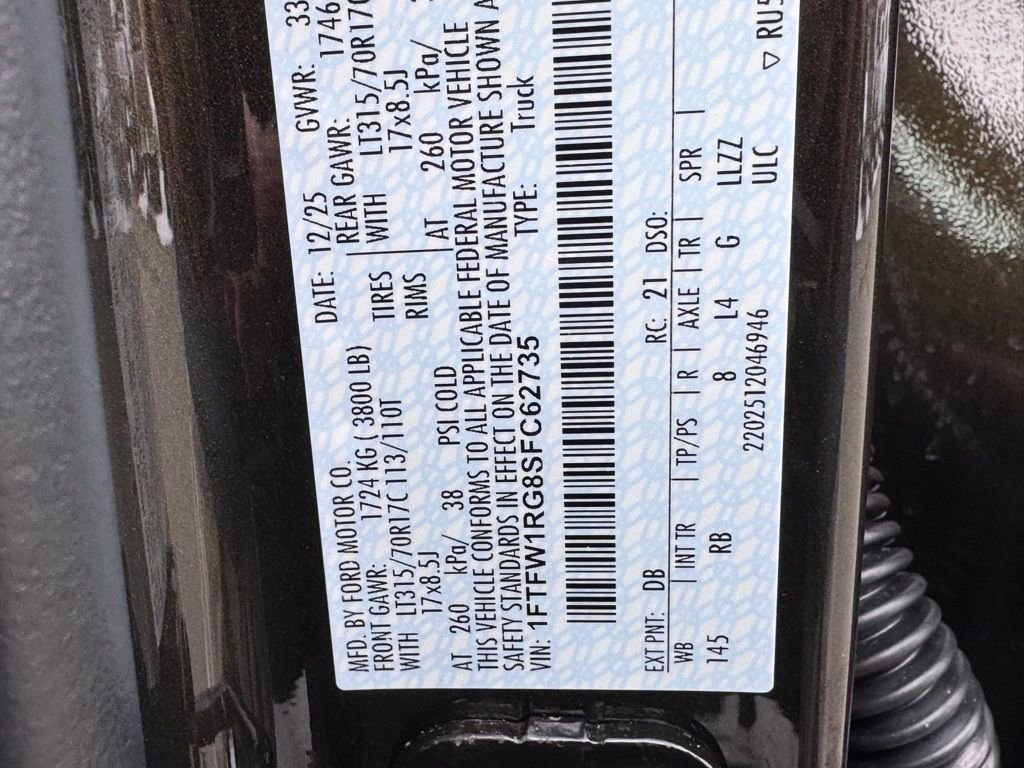 MFD. BY FORD MOTOR CO.
DATE: 12/25 GVWR: 33
FRONT GAWR: 1724 KG ( 3800 LB)
REAR GAWR: 1746
WITH LT315/70R17C 113/110T
TIRES WITH LT315/70R17C
17x8.5J
RIMS 17x8.5J
AT 260 kPa/ 38 PSI COLD
AT 260 kPa/
THIS VEHICLE CONFORMS TO ALL APPLICABLE FEDERAL MOTOR VEHICLE
SAFETY STANDARDS IN EFFECT ON THE DATE OF MANUFACTURE SHOWN A
VIN: 1FTFW1RG8SFC62735 TYPE: Truck
EXT PNT: DB RC: 21 DSO:
WB | INT TR | TP/PS | R | AXLE | TR | SPR |
145 RB 8 L4 G LLZZ
ULC
2202512046946
▽ RU5